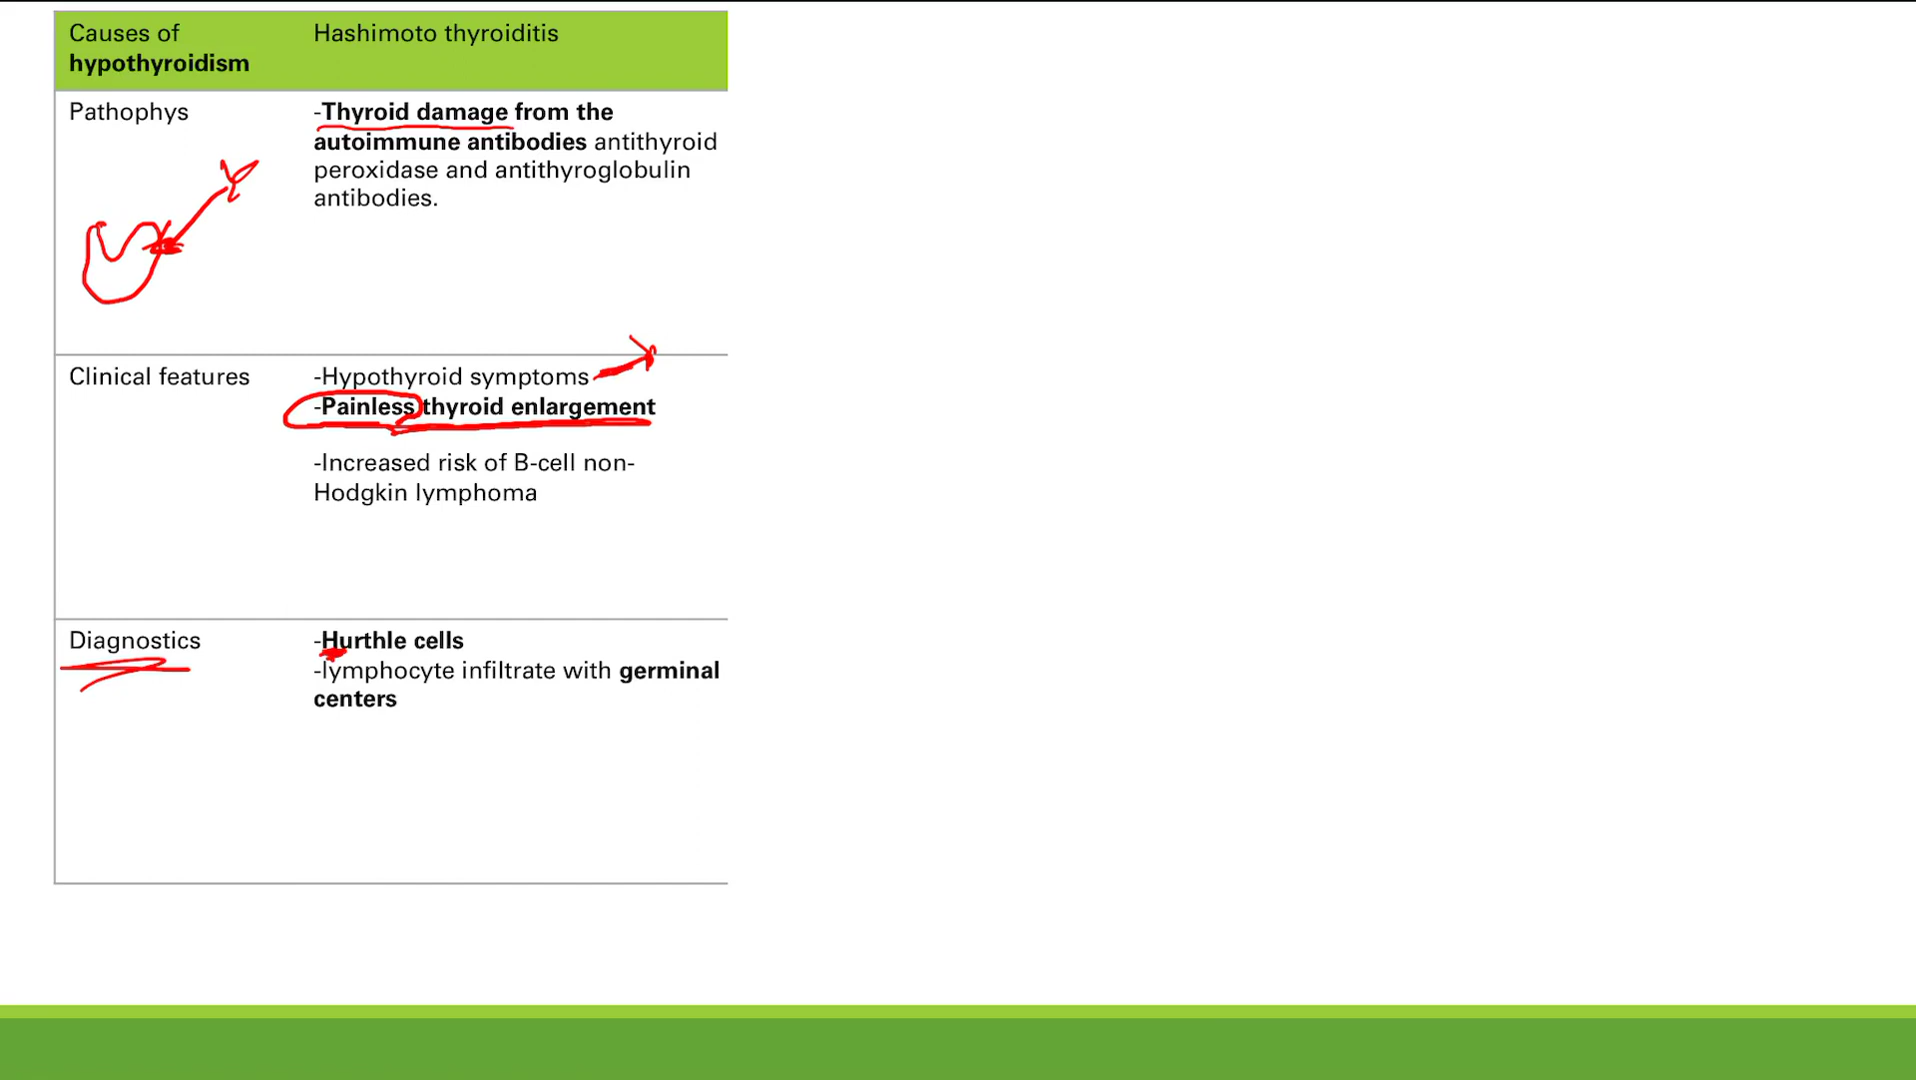 Causes of
hypothyroidism
Hashimoto thyroiditis
Pathophys
-Thyroid damage from the
autoimmune antibodies antithyroid
peroxidase and antithyroglobulin
antibodies.
Clinical features
-Hypothyroid symptoms
-Painless thyroid enlargement
-Increased risk of B-cell non-
Hodgkin lymphoma
Diagnostics
-Hurthle cells
-lymphocyte infiltrate with germinal
centers